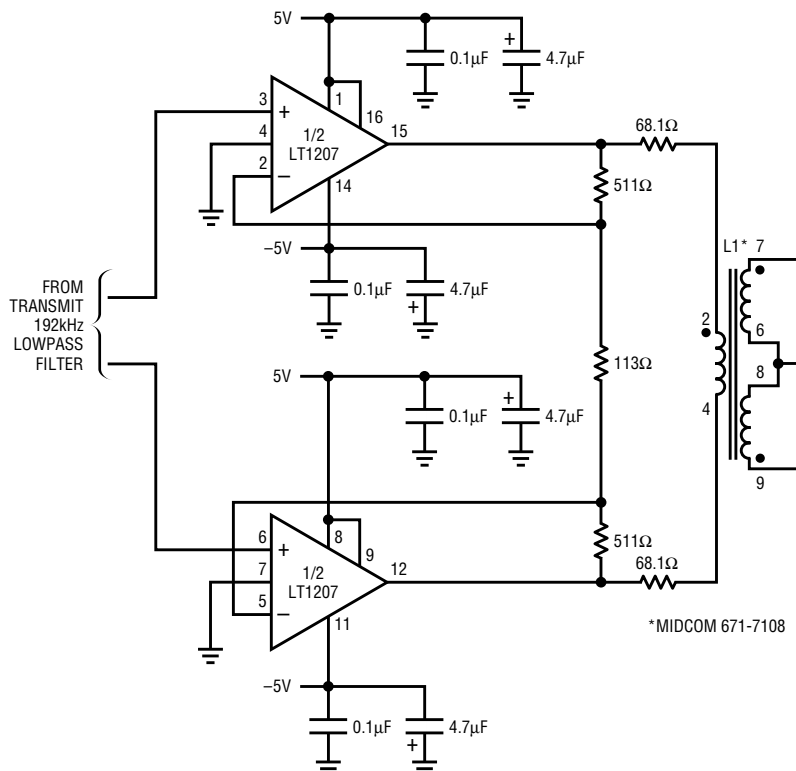 5V
0.1µF
4.7µF
+
3
+
1
16
4
1/2
LT1207
15
68.1Ω
2
–
14
511Ω
–5V
L1*
7
0.1µF
4.7µF
+
FROM
TRANSMIT
192kHz
LOWPASS
FILTER
2
6
113Ω
8
4
5V
0.1µF
4.7µF
+
9
6
+
8
9
511Ω
68.1Ω
7
1/2
LT1207
12
5
–
11
*MIDCOM 671-7108
–5V
0.1µF
4.7µF
+